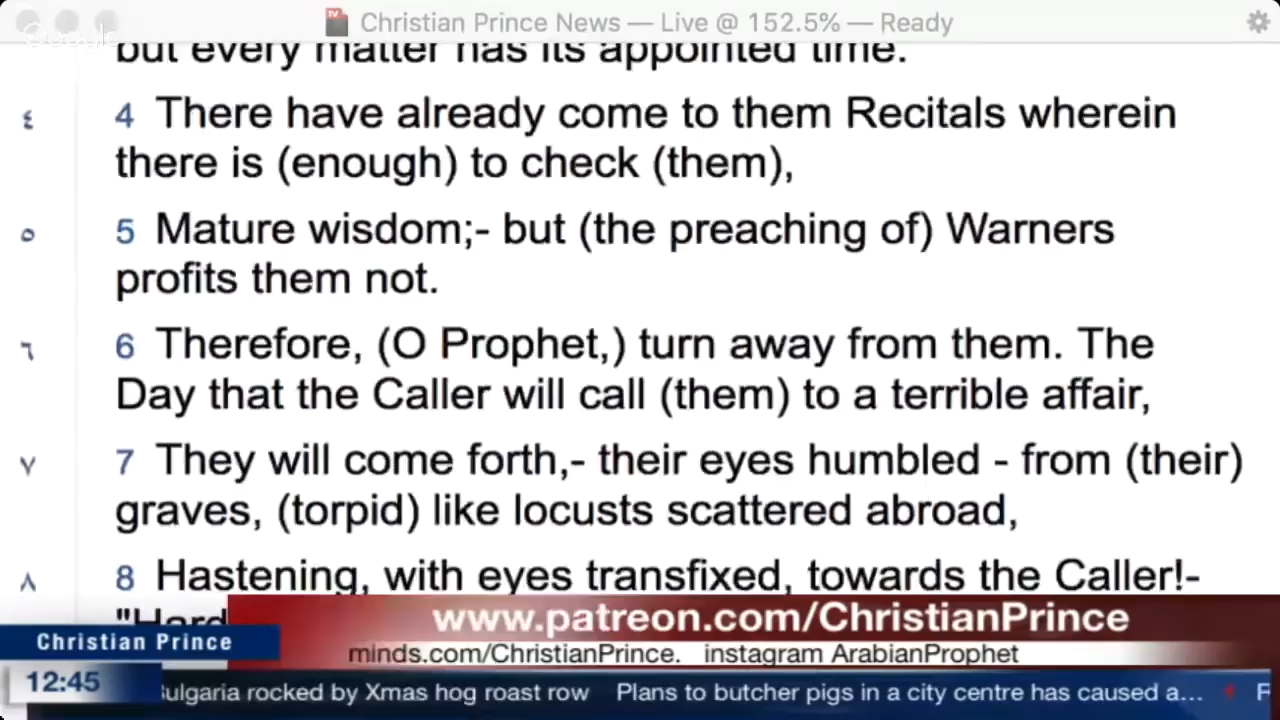 Google
Christian Prince News — Live @ 152.5% — Ready
but every matter has its appointed time.
٤ 4 There have already come to them Recitals wherein
there is (enough) to check (them),
٥ 5 Mature wisdom;- but (the preaching of) Warners
profits them not.
٦ 6 Therefore, (O Prophet,) turn away from them. The
Day that the Caller will call (them) to a terrible affair,
٧ 7 They will come forth,- their eyes humbled - from (their)
graves, (torpid) like locusts scattered abroad,
٨ 8 Hastening, with eyes transfixed, towards the Caller!-
"Hard
www.patreon.com/ChristianPrince
Christian Prince
minds.com/ChristianPrince. instagram ArabianProphet
12:45
Bulgaria rocked by Xmas hog roast row Plans to butcher pigs in a city centre has caused a... F